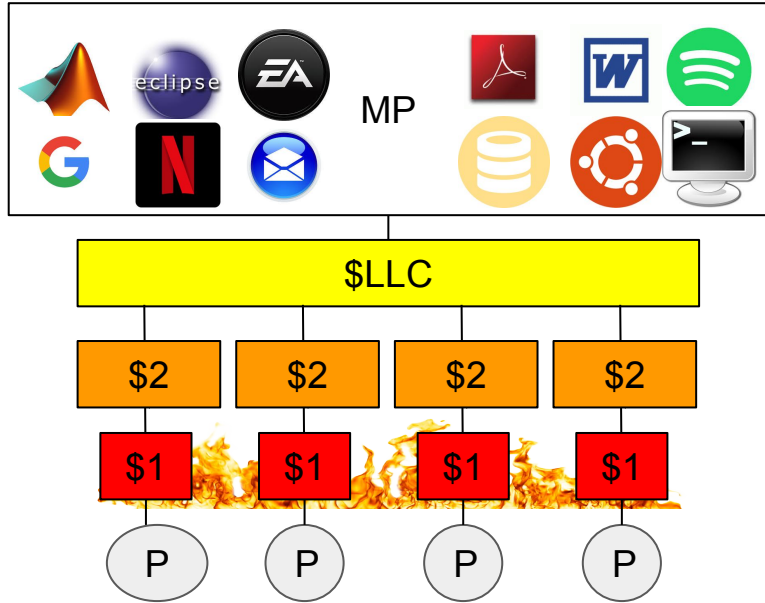 eclipse
EA
MP
W
G
N
>_
$LLC
$2 $2 $2 $2
$1 $1 $1 $1
P P P P